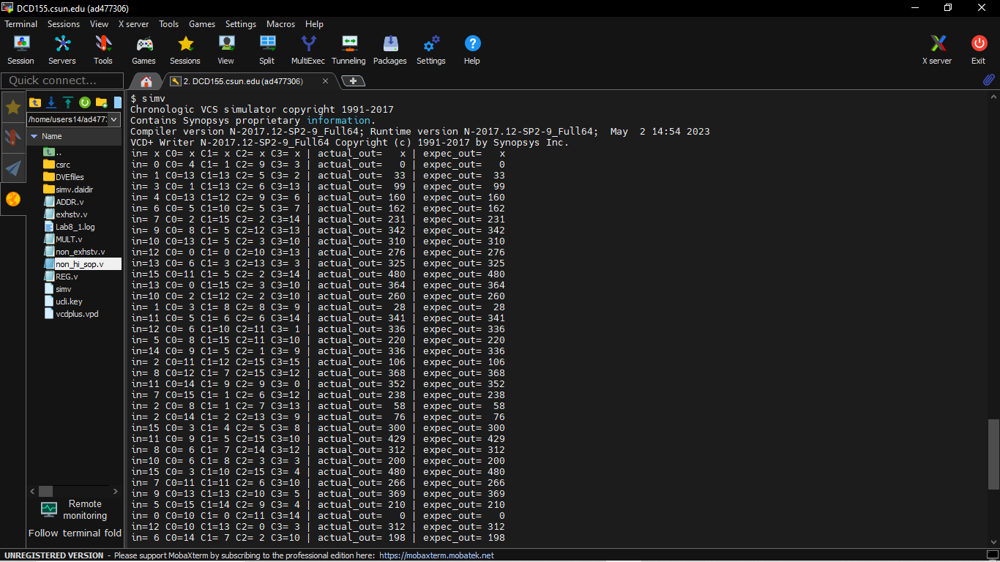 DCD155.csun.edu (ad477306)
Terminal Sessions View X server Tools Games Settings Macros Help
Session Servers Tools Games Sessions View Split MultiExec Tunneling Packages Settings Help X server Exit
Quick connect...
2. DCD155.csun.edu (ad477306)
/home/users14/ad477
Name
..
csrc
DVEfiles
simv.daidir
ADDR.v
exhstv.v
Lab8_1.log
MULT.v
non_exhstv.v
non_hi_sop.v
REG.v
simv
ucli.key
vcdplus.vpd
Remote
monitoring
Follow terminal fold
$ simv
Chronologic VCS simulator copyright 1991-2017
Contains Synopsys proprietary information.
Compiler version N-2017.12-SP2-9_Full64; Runtime version N-2017.12-SP2-9_Full64;  May  2 14:54 2023
VCD+ Writer N-2017.12-SP2-9_Full64 Copyright (c) 1991-2017 by Synopsys Inc.
in= x C0= x C1= x C2= x C3= x | actual_out=   x | expec_out=   x
in= 0 C0= 4 C1= 1 C2= 9 C3= 3 | actual_out=   0 | expec_out=   0
in= 1 C0=13 C1=13 C2= 5 C3= 2 | actual_out=  33 | expec_out=  33
in= 3 C0= 1 C1=13 C2= 6 C3=13 | actual_out=  99 | expec_out=  99
in= 4 C0=13 C1=12 C2= 9 C3= 6 | actual_out= 160 | expec_out= 160
in= 6 C0= 5 C1=10 C2= 5 C3= 7 | actual_out= 162 | expec_out= 162
in= 7 C0= 2 C1=15 C2= 2 C3=14 | actual_out= 231 | expec_out= 231
in= 9 C0= 8 C1= 5 C2=12 C3=13 | actual_out= 342 | expec_out= 342
in=10 C0=13 C1= 5 C2= 3 C3=10 | actual_out= 310 | expec_out= 310
in=12 C0= 0 C1= 0 C2=10 C3=13 | actual_out= 276 | expec_out= 276
in=13 C0= 6 C1= 3 C2=13 C3= 3 | actual_out= 325 | expec_out= 325
in=15 C0=11 C1= 5 C2= 2 C3=14 | actual_out= 480 | expec_out= 480
in=13 C0= 0 C1=15 C2= 3 C3=10 | actual_out= 364 | expec_out= 364
in=10 C0= 2 C1=12 C2= 2 C3=10 | actual_out= 260 | expec_out= 260
in= 1 C0= 3 C1= 8 C2= 8 C3= 9 | actual_out=  28 | expec_out=  28
in=11 C0= 5 C1= 6 C2= 6 C3=14 | actual_out= 341 | expec_out= 341
in=12 C0= 6 C1=10 C2=11 C3= 1 | actual_out= 336 | expec_out= 336
in= 5 C0= 8 C1=15 C2=11 C3=10 | actual_out= 220 | expec_out= 220
in=14 C0= 9 C1= 5 C2= 1 C3= 9 | actual_out= 336 | expec_out= 336
in= 2 C0=11 C1=12 C2=15 C3=15 | actual_out= 106 | expec_out= 106
in= 8 C0=12 C1= 7 C2=15 C3=12 | actual_out= 368 | expec_out= 368
in=11 C0=14 C1= 9 C2= 9 C3= 0 | actual_out= 352 | expec_out= 352
in= 7 C0=15 C1= 1 C2= 6 C3=12 | actual_out= 238 | expec_out= 238
in= 2 C0= 8 C1= 1 C2= 7 C3=13 | actual_out=  58 | expec_out=  58
in= 2 C0=14 C1= 2 C2=13 C3= 9 | actual_out=  76 | expec_out=  76
in=15 C0= 3 C1= 4 C2= 5 C3= 8 | actual_out= 300 | expec_out= 300
in=11 C0= 9 C1= 5 C2=15 C3=10 | actual_out= 429 | expec_out= 429
in= 8 C0= 6 C1= 7 C2=14 C3=12 | actual_out= 312 | expec_out= 312
in=10 C0= 6 C1= 8 C2= 3 C3= 3 | actual_out= 200 | expec_out= 200
in=15 C0= 3 C1=10 C2=15 C3= 4 | actual_out= 480 | expec_out= 480
in= 7 C0=11 C1=11 C2= 6 C3=10 | actual_out= 266 | expec_out= 266
in= 9 C0=13 C1=13 C2=10 C3= 5 | actual_out= 369 | expec_out= 369
in= 5 C0=15 C1=14 C2= 9 C3= 4 | actual_out= 210 | expec_out= 210
in= 0 C0=10 C1= 0 C2=11 C3=14 | actual_out=   0 | expec_out=   0
in=12 C0=10 C1=13 C2= 0 C3= 3 | actual_out= 312 | expec_out= 312
in= 6 C0=14 C1= 7 C2= 2 C3=10 | actual_out= 198 | expec_out= 198
UNREGISTERED VERSION - Please support MobaXterm by subscribing to the professional edition here: https://mobaxterm.mobatek.net